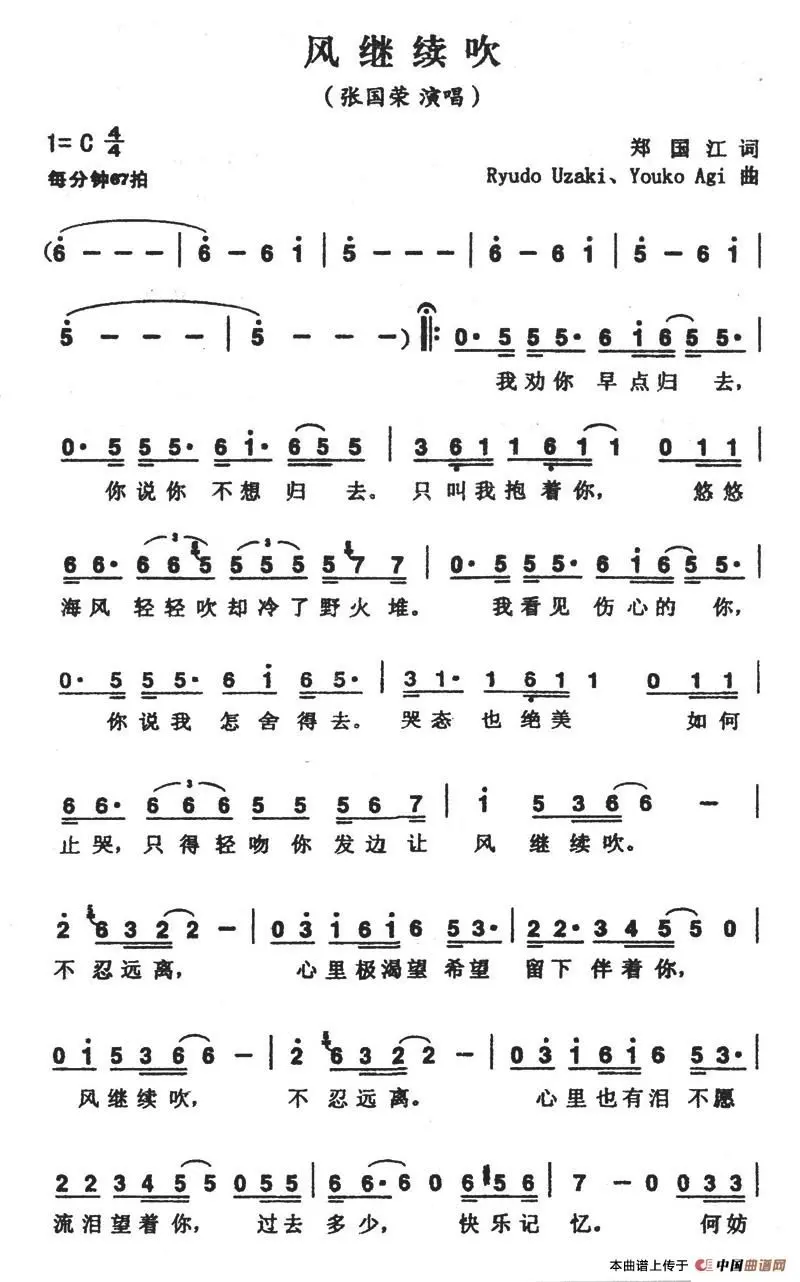 风继续吹
(张国荣 演唱)
1=C 4/4
郑国江 词
每分钟67拍
Ryudo Uzaki、Youko Agi 曲
(6 - - - | 6 - 6 1 | 5 - - - | 6 - 6 1 | 5 - 6 1 |
5 - - - | 5 - - - ) ‖: 0· 5 5 5· 6 1 6 5 5· |
我劝你 早点归 去,
0· 5 5 5· 6 1· 6 5 5 | 3 6 1 1 6 1 1 0 1 1 |
你说你 不想 归 去。 只叫我抱着你, 悠悠
3 3
6 6· 6 6 5 5 5 5 5 7 7 | 0· 5 5 5· 6 1 6 5 5· |
海风 轻轻吹却冷了野火堆。 我看见 伤心的 你,
0· 5 5 5· 6 1 6 5· | 3 1· 1 6 1 1 0 1 1 |
你说我 怎舍得去。 哭态也绝美 如何
3
6 6· 6 6 6 5 5 5 6 7 | 1 5 3 6 6 - |
止哭,只得轻吻你发边让 风 继续吹。
2 6 3 2 2 - | 0 3 1 6 1 6 5 3· | 2 2· 3 4 5 5 0 |
不忍远离, 心里极渴望希望 留下 伴着你,
0 1 5 3 6 6 - | 2 6 3 2 2 - | 0 3 1 6 1 6 5 3· |
风继续吹, 不忍远离。 心里也有泪 不愿
2 2 3 4 5 5 0 5 5 | 6 6· 6 0 6 5 6 | 7 - 0 0 3 3 |
流泪望着你, 过去 多少, 快乐记 忆。 何妨
本曲谱上传于 中国曲谱网